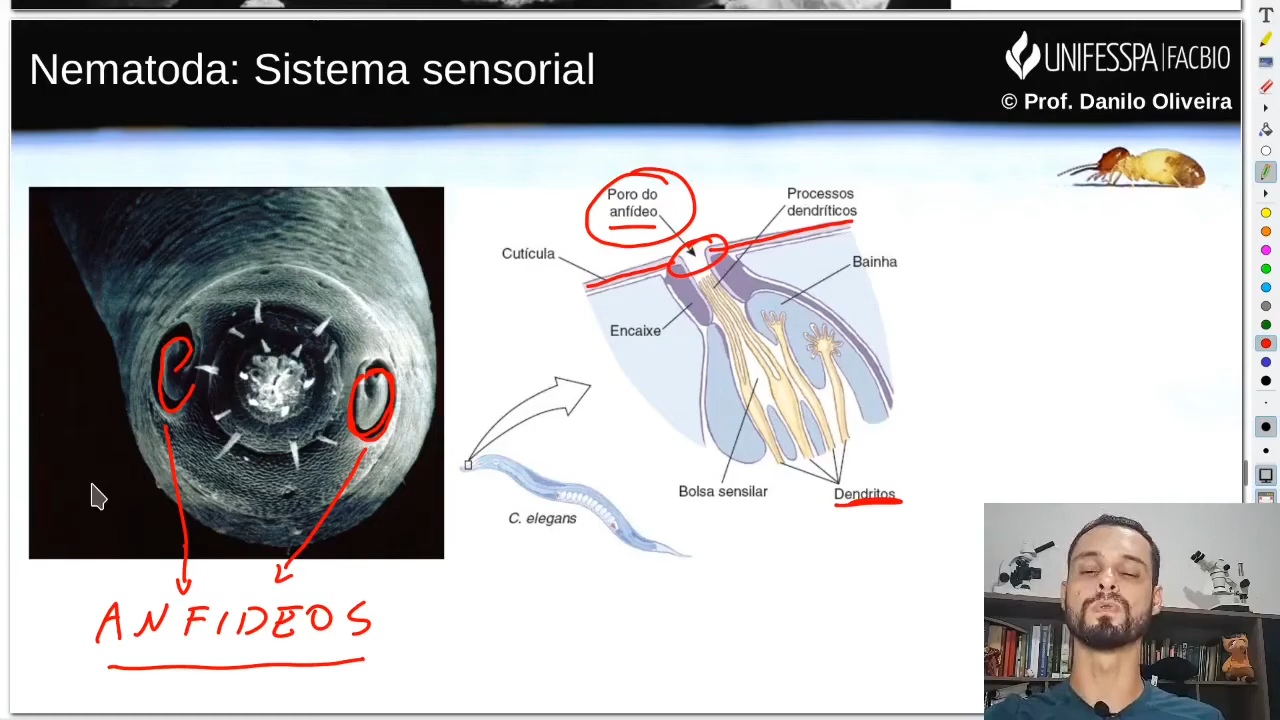 Nematoda: Sistema sensorial
UNIFESSPA|FACBIO
© Prof. Danilo Oliveira
Poro do
anfídeo
Processos
dendríticos
Cutícula
Bainha
Encaixe
Bolsa sensilar
Dendritos
C. elegans
ANFIDEOS
T